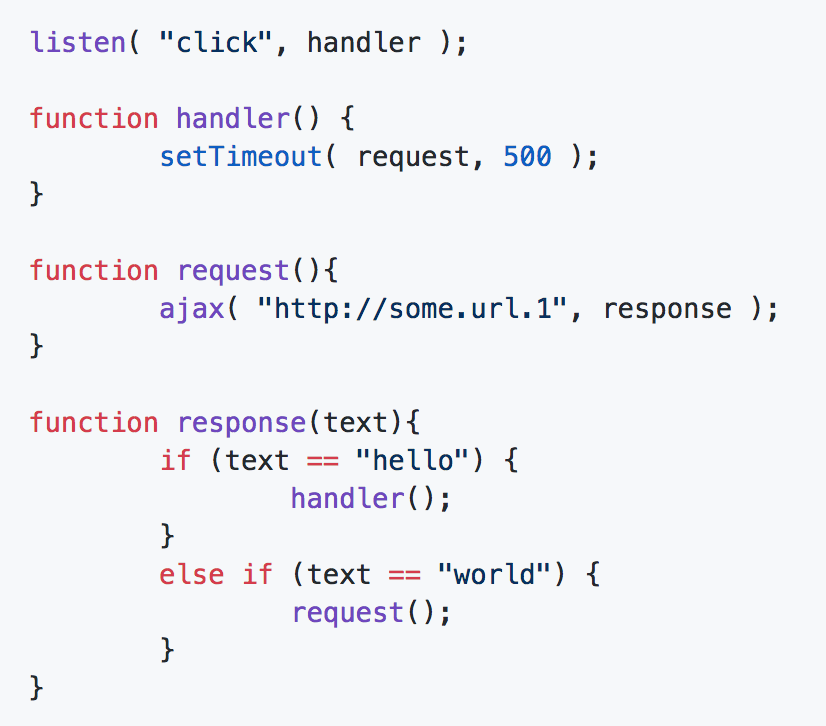 listen( "click", handler );
function handler() {
        setTimeout( request, 500 );
}
function request(){
        ajax( "http://some.url.1", response );
}
function response(text){
        if (text == "hello") {
                handler();
        }
        else if (text == "world") {
                request();
        }
}